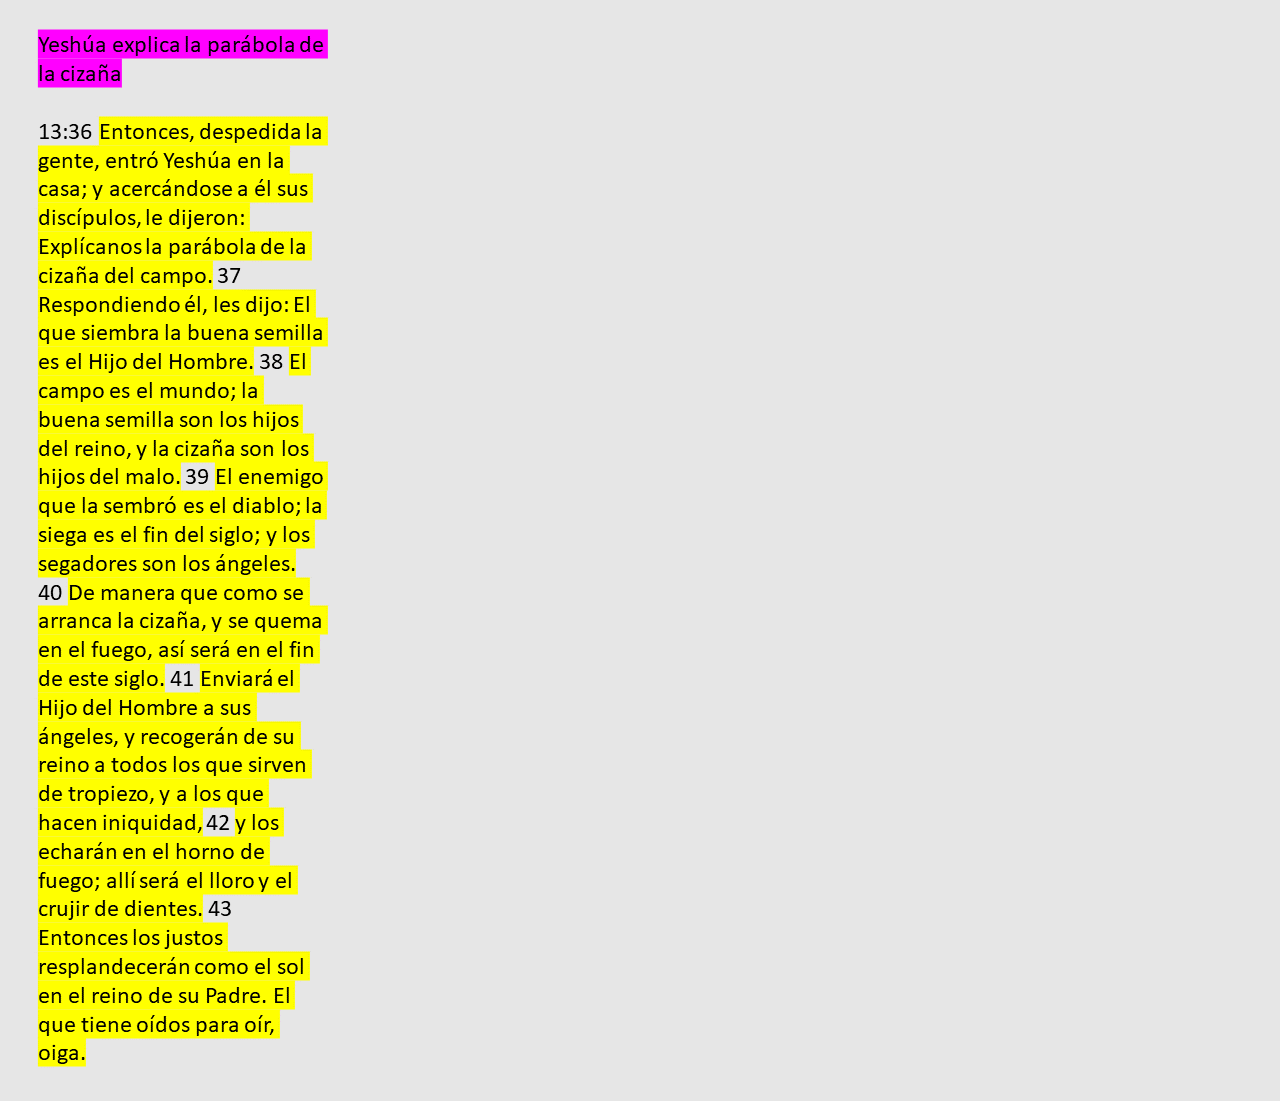 Yeshúa explica la parábola de
la cizaña
13:36 Entonces, despedida la
gente, entró Yeshúa en la
casa; y acercándose a él sus
discípulos, le dijeron:
Explícanos la parábola de la
cizaña del campo. 37
Respondiendo él, les dijo: El
que siembra la buena semilla
es el Hijo del Hombre. 38 El
campo es el mundo; la
buena semilla son los hijos
del reino, y la cizaña son los
hijos del malo. 39 El enemigo
que la sembró es el diablo; la
siega es el fin del siglo; y los
segadores son los ángeles.
40 De manera que como se
arranca la cizaña, y se quema
en el fuego, así será en el fin
de este siglo. 41 Enviará el
Hijo del Hombre a sus
ángeles, y recogerán de su
reino a todos los que sirven
de tropiezo, y a los que
hacen iniquidad, 42 y los
echarán en el horno de
fuego; allí será el lloro y el
crujir de dientes. 43
Entonces los justos
resplandecerán como el sol
en el reino de su Padre. El
que tiene oídos para oír,
oiga.